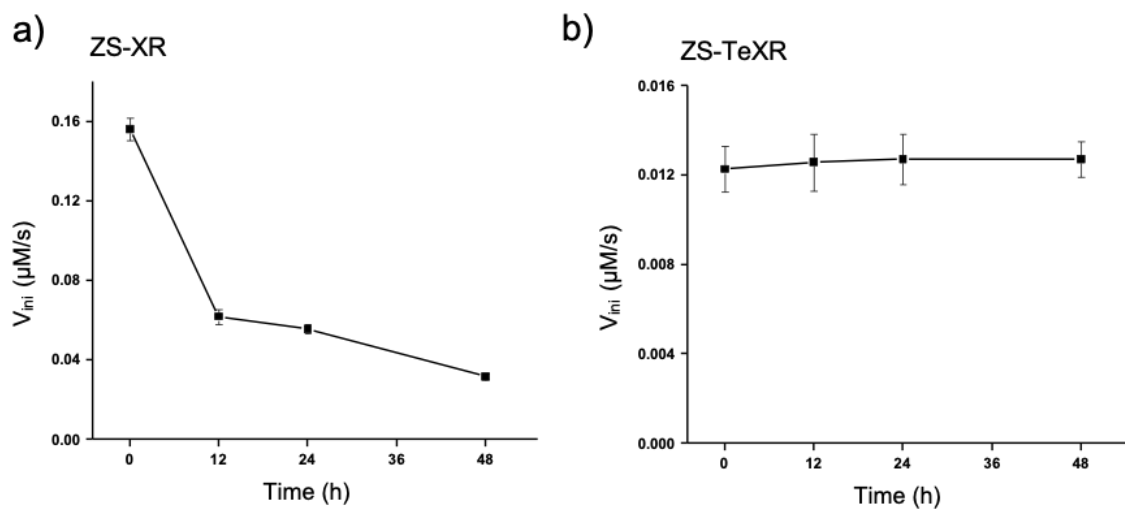 a)
ZS-XR
0.16
0.12
0.08
0.04
0.00
V_ini (µM/s)
0 12 24 36 48
Time (h)
b)
ZS-TeXR
0.016
0.012
0.008
0.004
0.000
V_ini (µM/s)
0 12 24 36 48
Time (h)